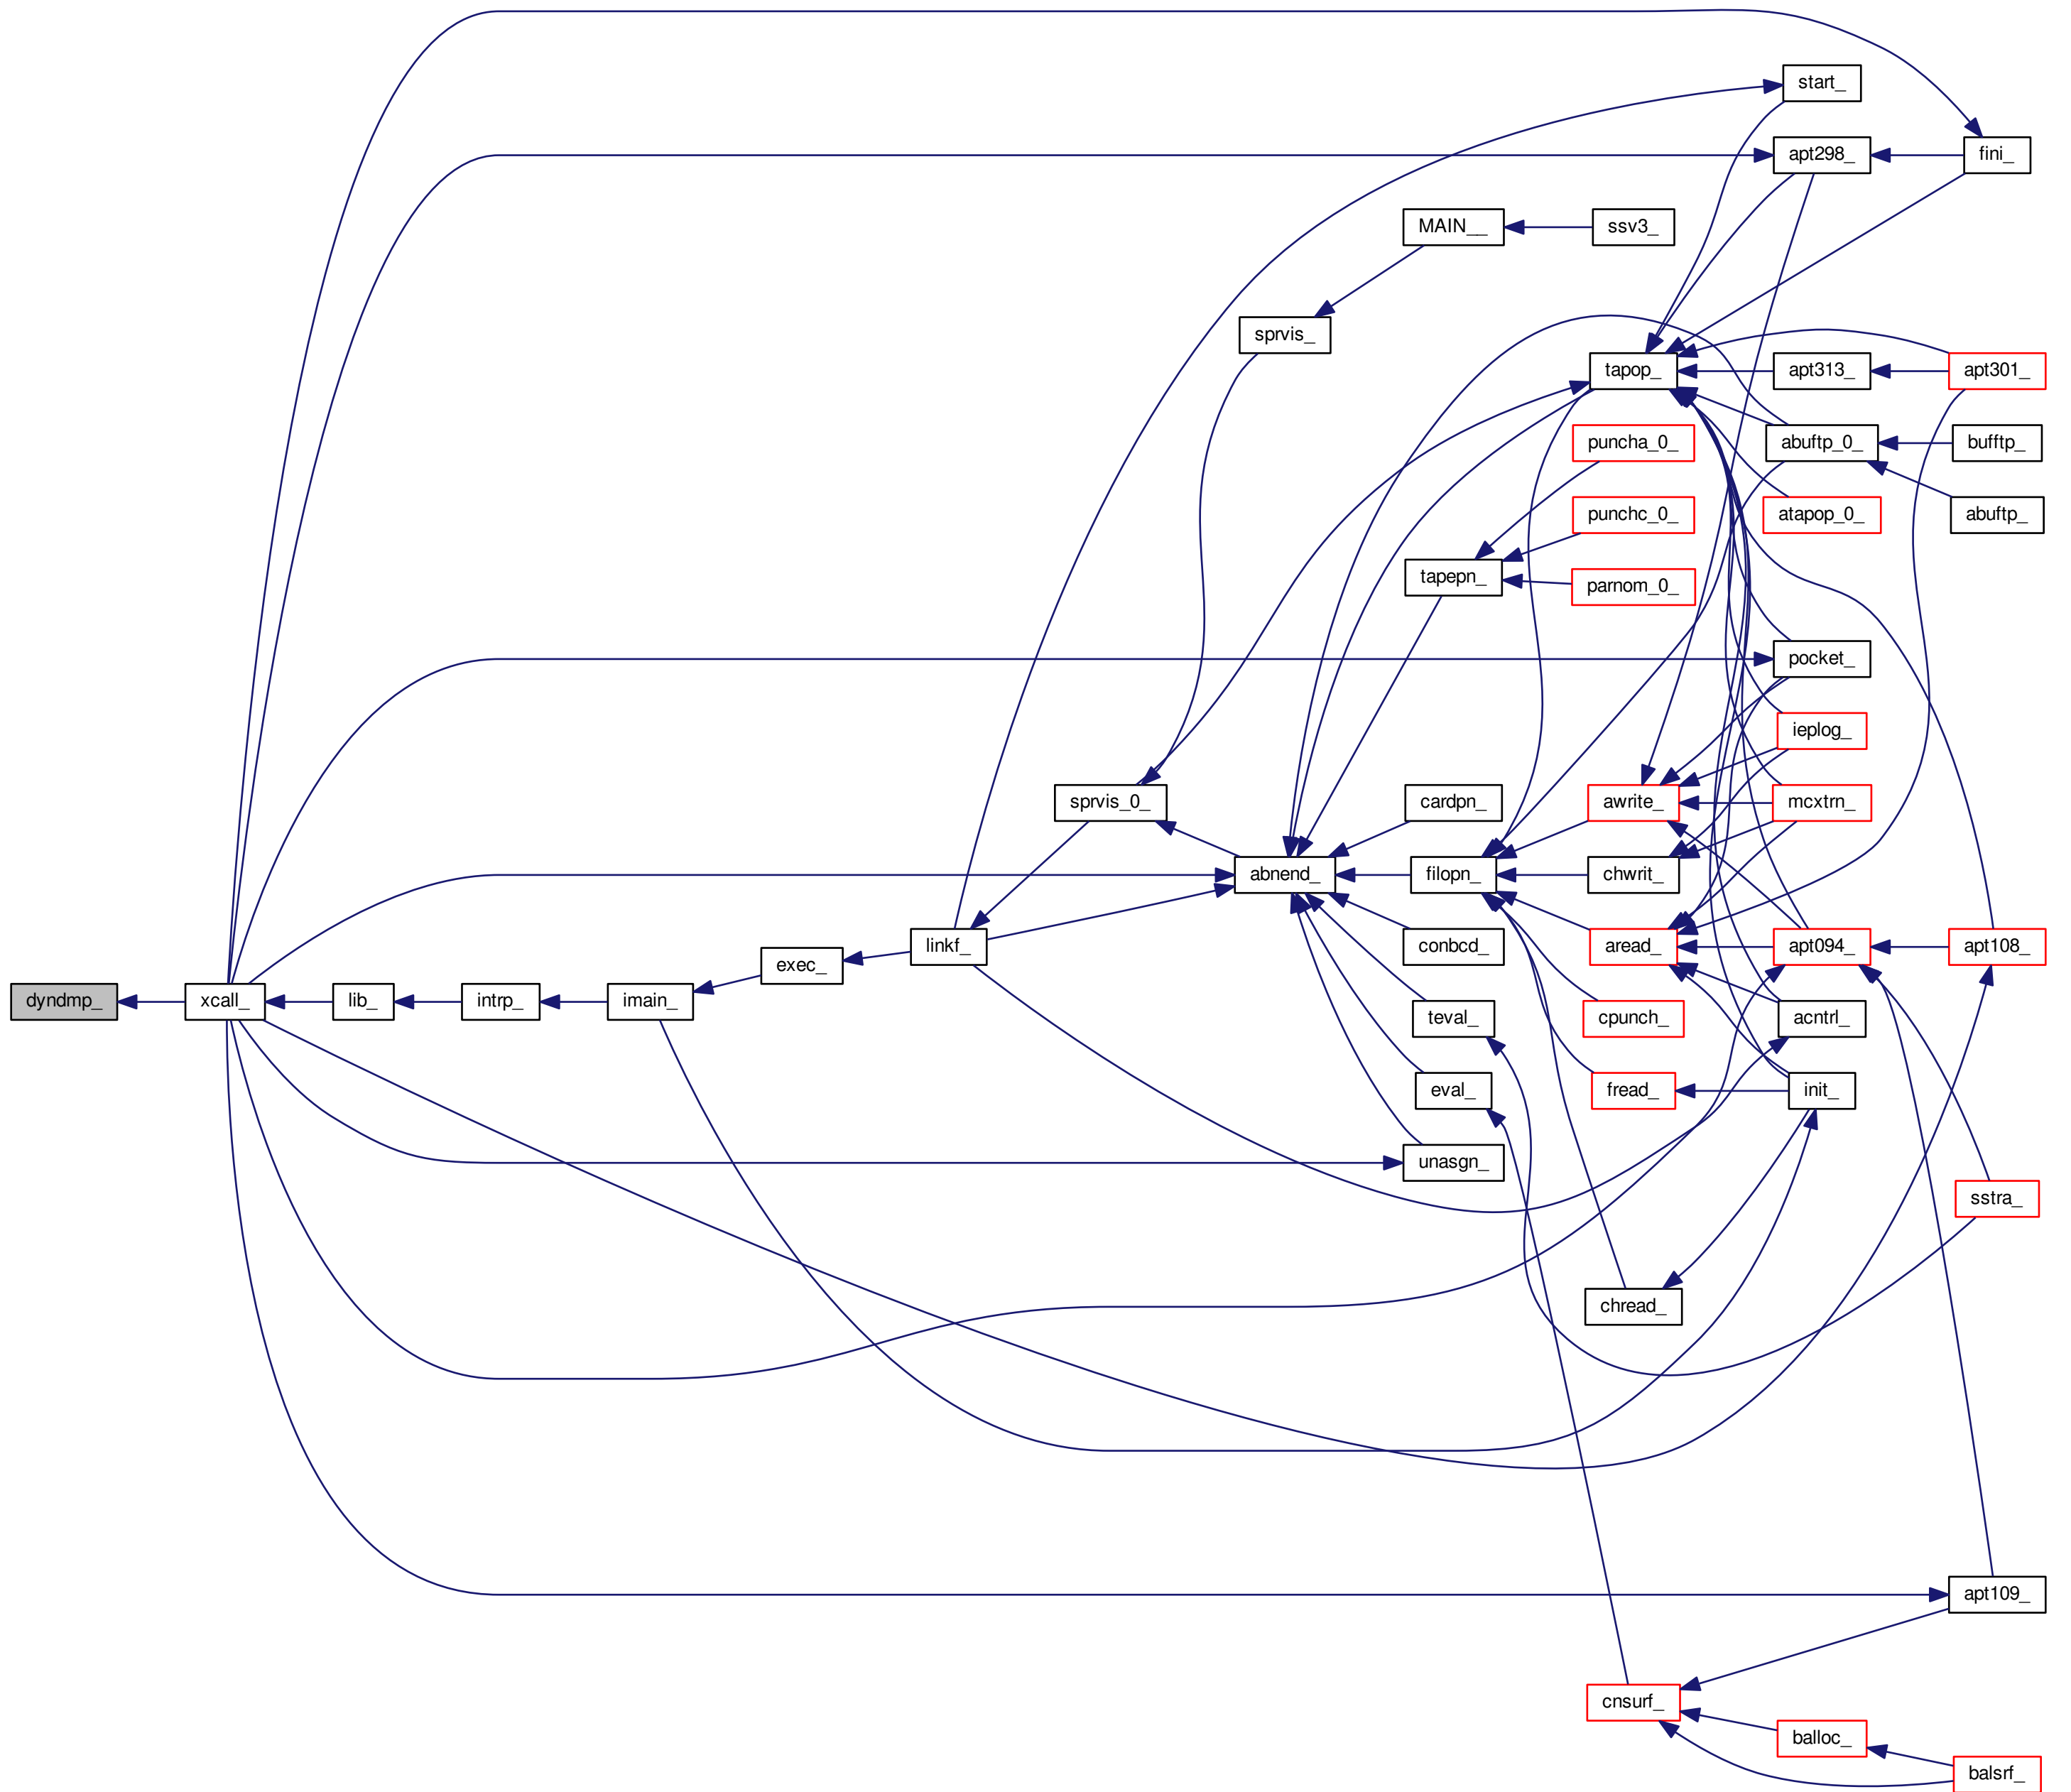 start_
apt298_
fini_
MAIN__
ssv3_
sprvis_
tapop_
apt313_
apt301_
puncha_0_
abuftp_0_
bufftp_
punchc_0_
atapop_0_
abuftp_
tapepn_
parnom_0_
pocket_
ieplog_
sprvis_0_
cardpn_
awrite_
mcxtrn_
abnend_
filopn_
chwrit_
linkf_
conbcd_
aread_
apt094_
apt108_
exec_
dyndmp_
xcall_
lib_
intrp_
imain_
teval_
cpunch_
acntrl_
eval_
fread_
init_
unasgn_
sstra_
chread_
apt109_
cnsurf_
balloc_
balsrf_